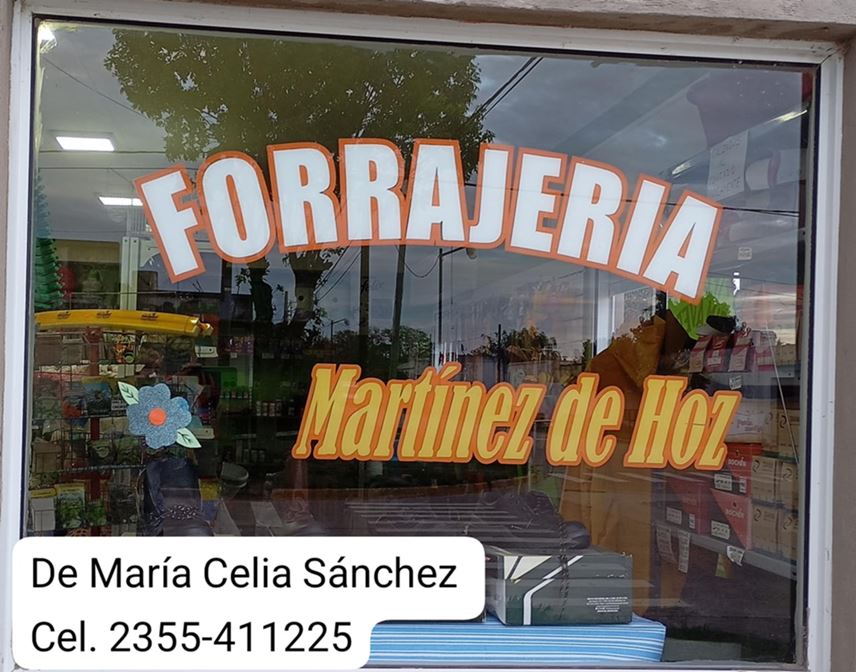 FORRAJERIA
Martínez de Hoz
De María Celia Sánchez
Cel. 2355-411225